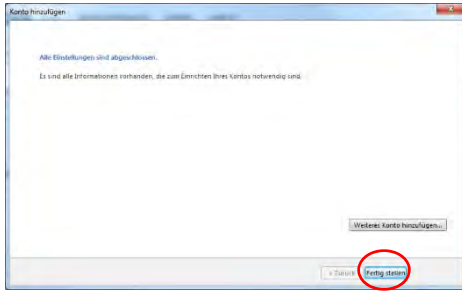 Konto hinzufügen
Alle Einstellungen sind abgeschlossen.
Es sind alle Informationen vorhanden, die zum Einrichten Ihres Kontos notwendig sind.
Weiteres Konto hinzufügen...
< Zurück
Fertig stellen